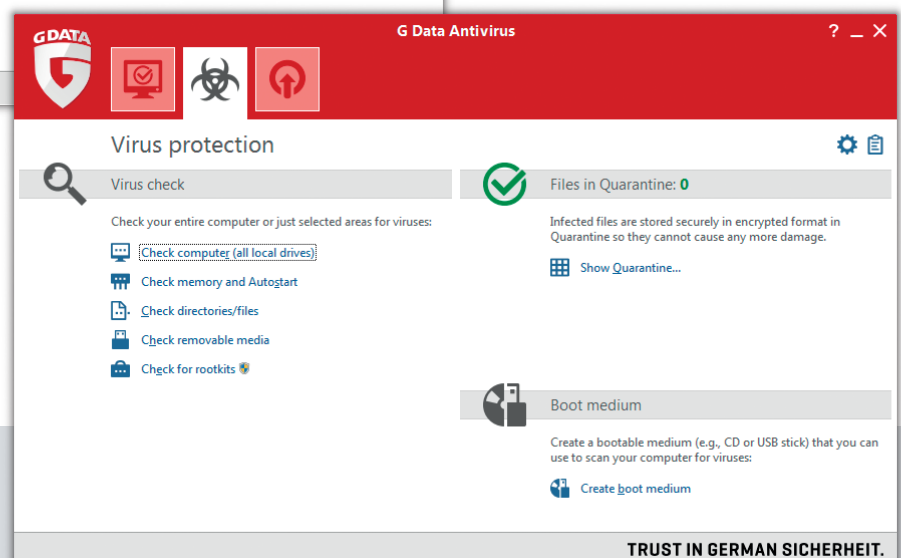 G Data Antivirus
GDATA
Virus protection
Virus check
Check your entire computer or just selected areas for viruses:
Check computer (all local drives)
Check memory and Autostart
Check directories/files
Check removable media
Check for rootkits
Files in Quarantine: 0
Infected files are stored securely in encrypted format in
Quarantine so they cannot cause any more damage.
Show Quarantine...
Boot medium
Create a bootable medium (e.g., CD or USB stick) that you can
use to scan your computer for viruses:
Create boot medium
TRUST IN GERMAN SICHERHEIT.